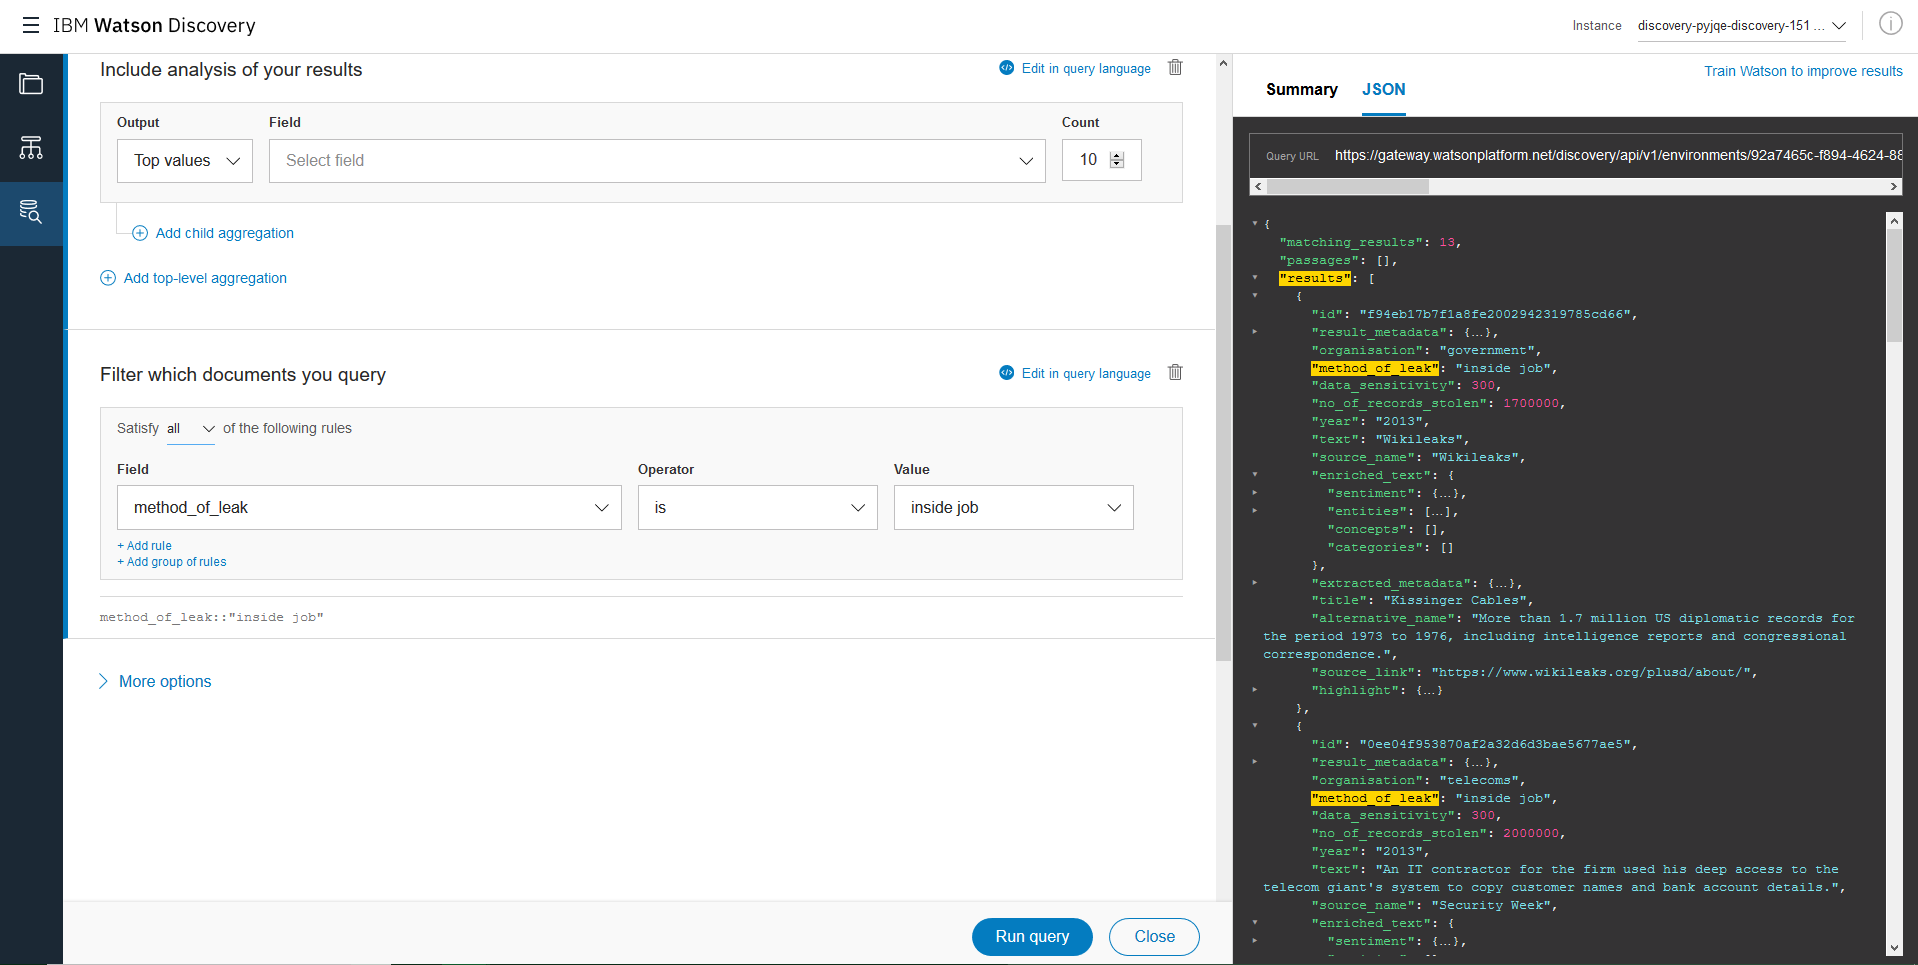 IBM Watson Discovery
Instance discovery-pyjqe-discovery-151 ...
Include analysis of your results
Edit in query language
Output Field Count
Top values Select field 10
Add child aggregation
Add top-level aggregation
Filter which documents you query
Edit in query language
Satisfy all of the following rules
Field Operator Value
method_of_leak is inside job
+ Add rule
+ Add group of rules
method_of_leak::"inside job"
More options
Run query Close
Train Watson to improve results
Summary JSON
Query URL https://gateway.watsonplatform.net/discovery/api/v1/environments/92a7465c-f894-4624-88
{
"matching_results": 13,
"passages": [],
"results": [
{
"id": "f94eb17b7f1a8fe2002942319785cd66",
"result_metadata": {...},
"organisation": "government",
"method_of_leak": "inside job",
"data_sensitivity": 300,
"no_of_records_stolen": 1700000,
"year": "2013",
"text": "Wikileaks",
"source_name": "Wikileaks",
"enriched_text": {
"sentiment": {...},
"entities": [...],
"concepts": [],
"categories": []
},
"extracted_metadata": {...},
"title": "Kissinger Cables",
"alternative_name": "More than 1.7 million US diplomatic records for
the period 1973 to 1976, including intelligence reports and congressional
correspondence.",
"source_link": "https://www.wikileaks.org/plusd/about/",
"highlight": {...}
},
{
"id": "0ee04f953870af2a32d6d3bae5677ae5",
"result_metadata": {...},
"organisation": "telecoms",
"method_of_leak": "inside job",
"data_sensitivity": 300,
"no_of_records_stolen": 2000000,
"year": "2013",
"text": "An IT contractor for the firm used his deep access to the
telecom giant's system to copy customer names and bank account details.",
"source_name": "Security Week",
"enriched_text": {
"sentiment": {...},